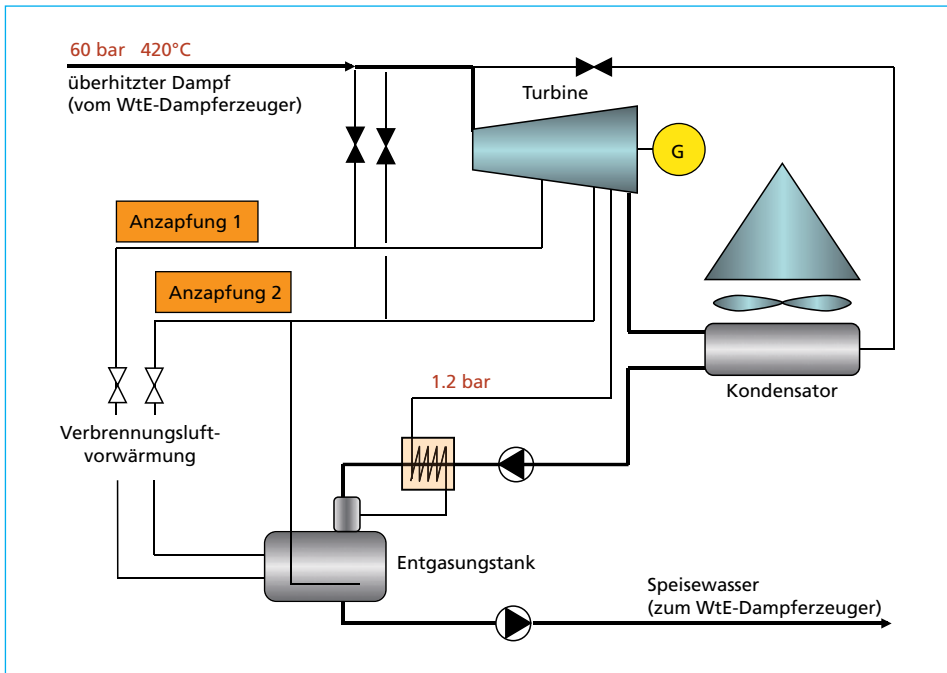 60 bar 420°C
überhitzter Dampf
(vom WtE-Dampferzeuger)
Turbine
G
Anzapfung 1
Anzapfung 2
1.2 bar
Kondensator
Verbrennungsluft-
vorwärmung
Entgasungstank
Speisewasser
(zum WtE-Dampferzeuger)